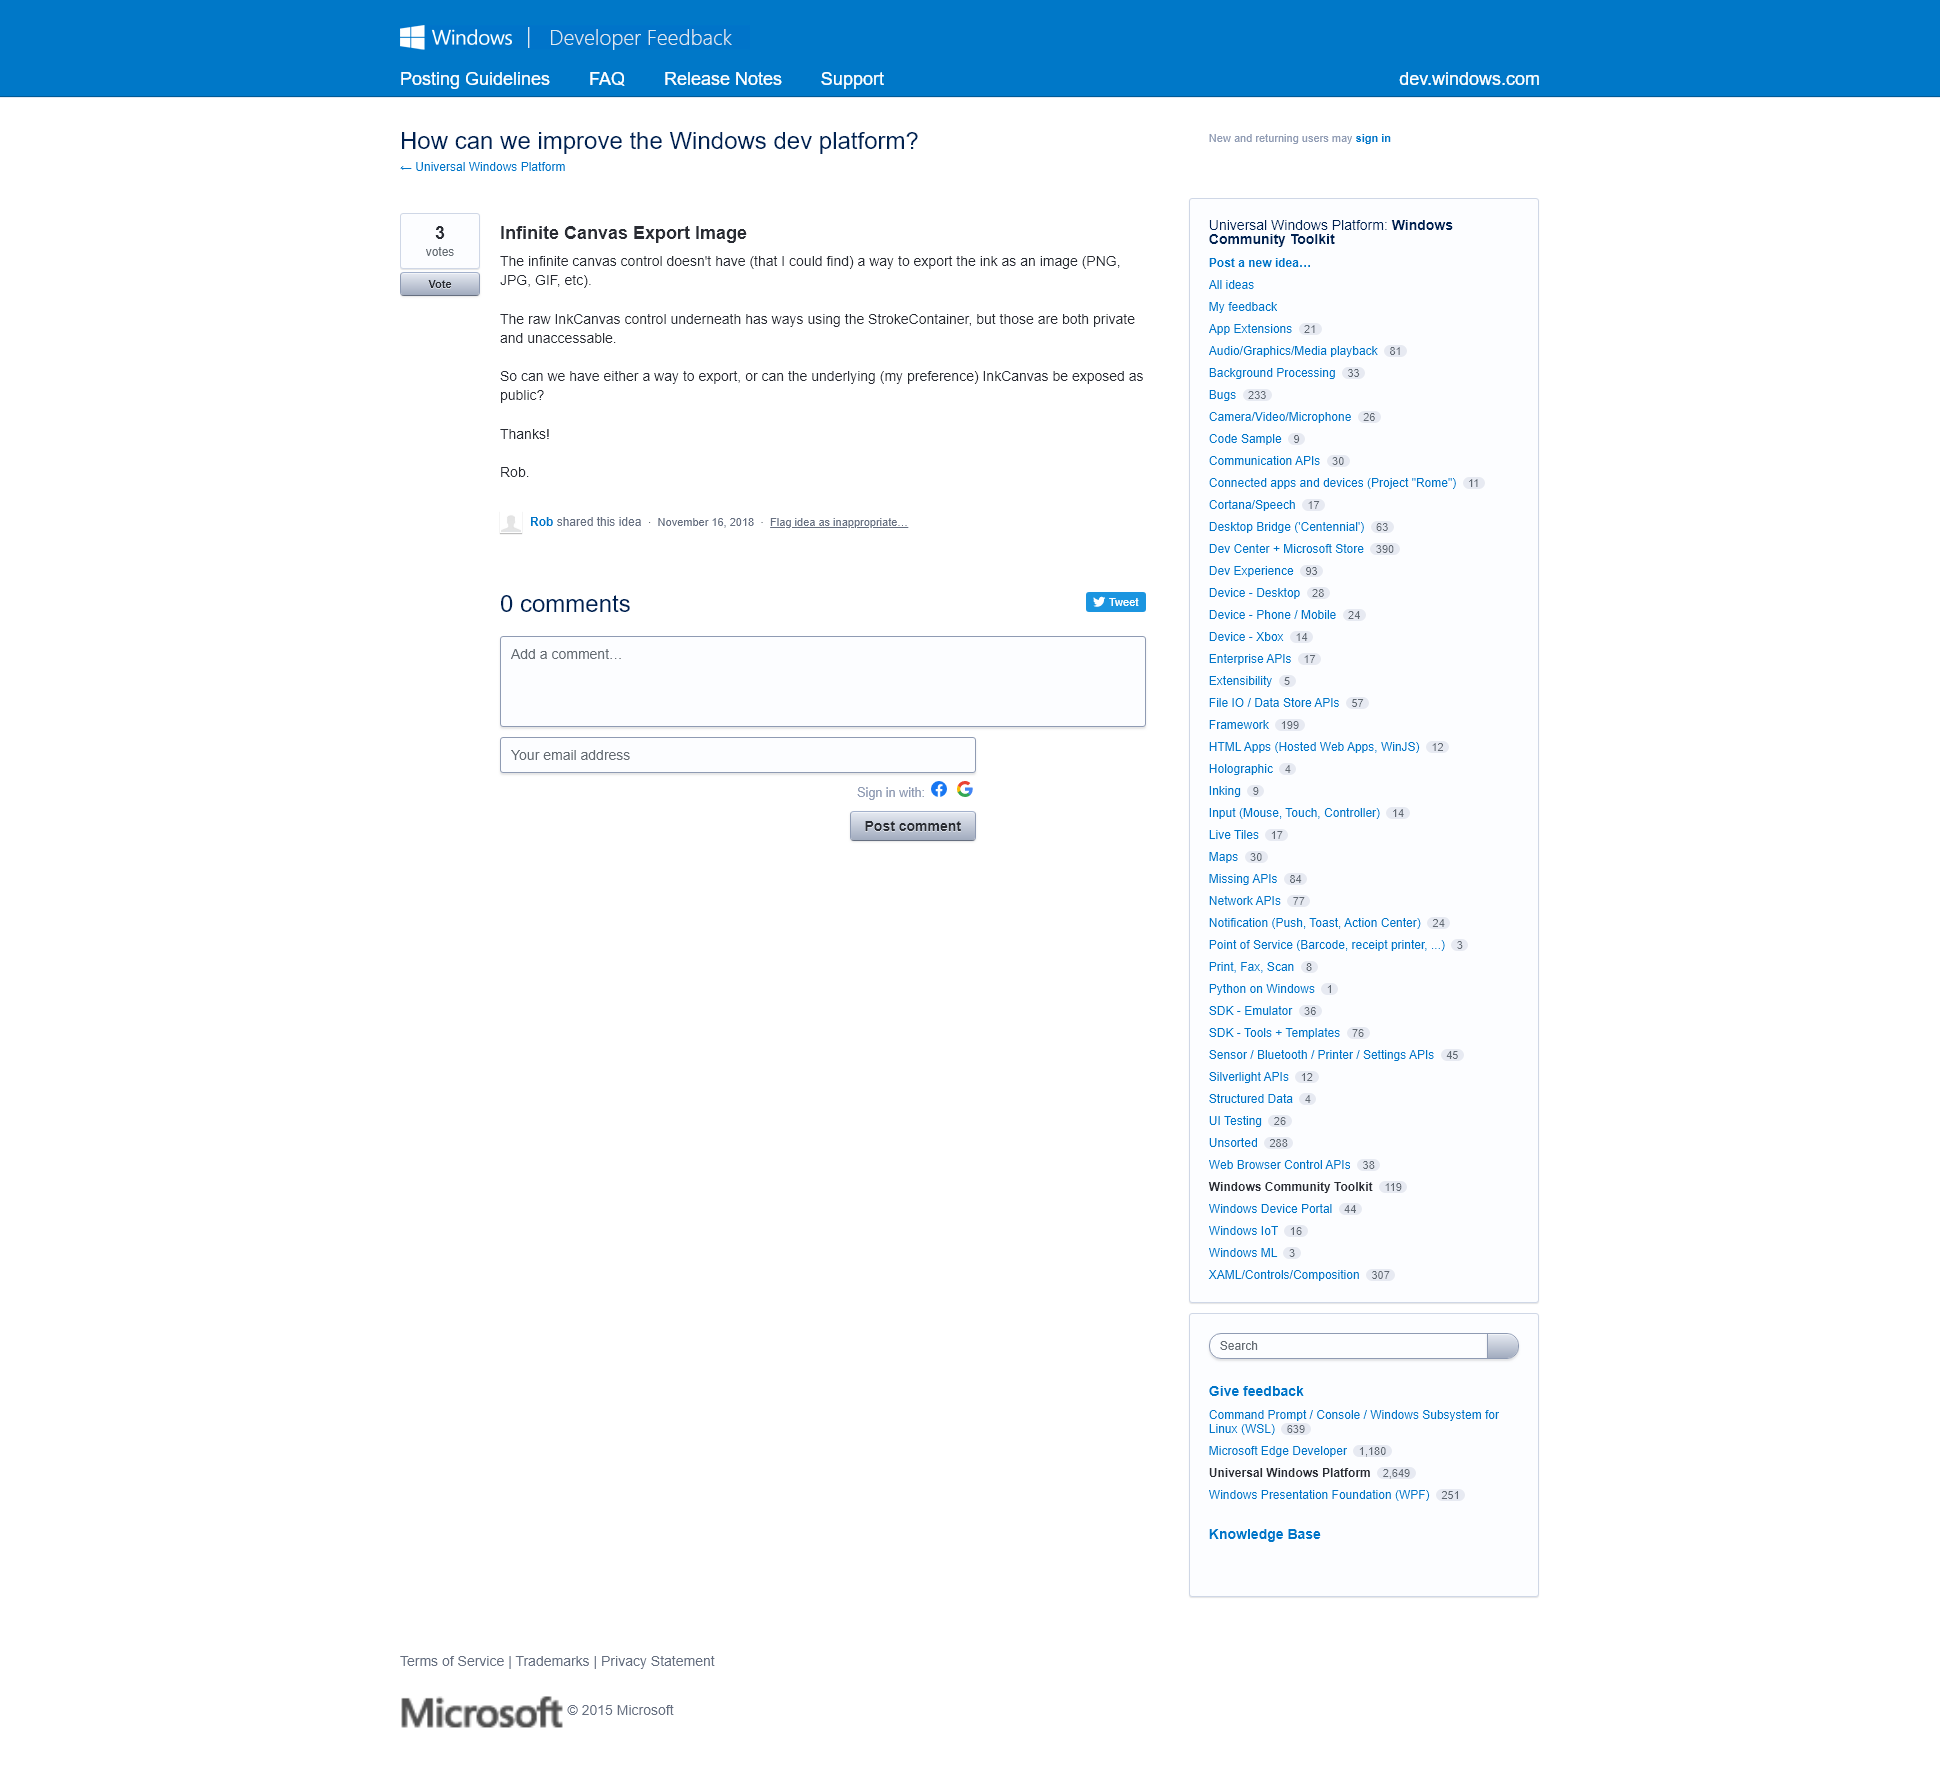 Windows | Developer Feedback
Posting Guidelines FAQ Release Notes Support dev.windows.com
How can we improve the Windows dev platform?
← Universal Windows Platform
New and returning users may sign in
3
votes
Vote
Infinite Canvas Export Image
The infinite canvas control doesn't have (that I could find) a way to export the ink as an image (PNG,
JPG, GIF, etc).
The raw InkCanvas control underneath has ways using the StrokeContainer, but those are both private
and unaccessable.
So can we have either a way to export, or can the underlying (my preference) InkCanvas be exposed as
public?
Thanks!
Rob.
Rob shared this idea · November 16, 2018 · Flag idea as inappropriate…
0 comments
Tweet
Add a comment…
Your email address
Sign in with:
Post comment
Universal Windows Platform: Windows
Community Toolkit
Post a new idea…
All ideas
My feedback
App Extensions 21
Audio/Graphics/Media playback 81
Background Processing 33
Bugs 233
Camera/Video/Microphone 26
Code Sample 9
Communication APIs 30
Connected apps and devices (Project "Rome") 11
Cortana/Speech 17
Desktop Bridge ('Centennial') 63
Dev Center + Microsoft Store 390
Dev Experience 93
Device - Desktop 28
Device - Phone / Mobile 24
Device - Xbox 14
Enterprise APIs 17
Extensibility 5
File IO / Data Store APIs 57
Framework 199
HTML Apps (Hosted Web Apps, WinJS) 12
Holographic 4
Inking 9
Input (Mouse, Touch, Controller) 14
Live Tiles 17
Maps 30
Missing APIs 84
Network APIs 77
Notification (Push, Toast, Action Center) 24
Point of Service (Barcode, receipt printer, ...) 3
Print, Fax, Scan 8
Python on Windows 1
SDK - Emulator 36
SDK - Tools + Templates 76
Sensor / Bluetooth / Printer / Settings APIs 45
Silverlight APIs 12
Structured Data 4
UI Testing 26
Unsorted 288
Web Browser Control APIs 38
Windows Community Toolkit 119
Windows Device Portal 44
Windows IoT 16
Windows ML 3
XAML/Controls/Composition 307
Search
Give feedback
Command Prompt / Console / Windows Subsystem for
Linux (WSL) 639
Microsoft Edge Developer 1,180
Universal Windows Platform 2,649
Windows Presentation Foundation (WPF) 251
Knowledge Base
Terms of Service | Trademarks | Privacy Statement
Microsoft © 2015 Microsoft